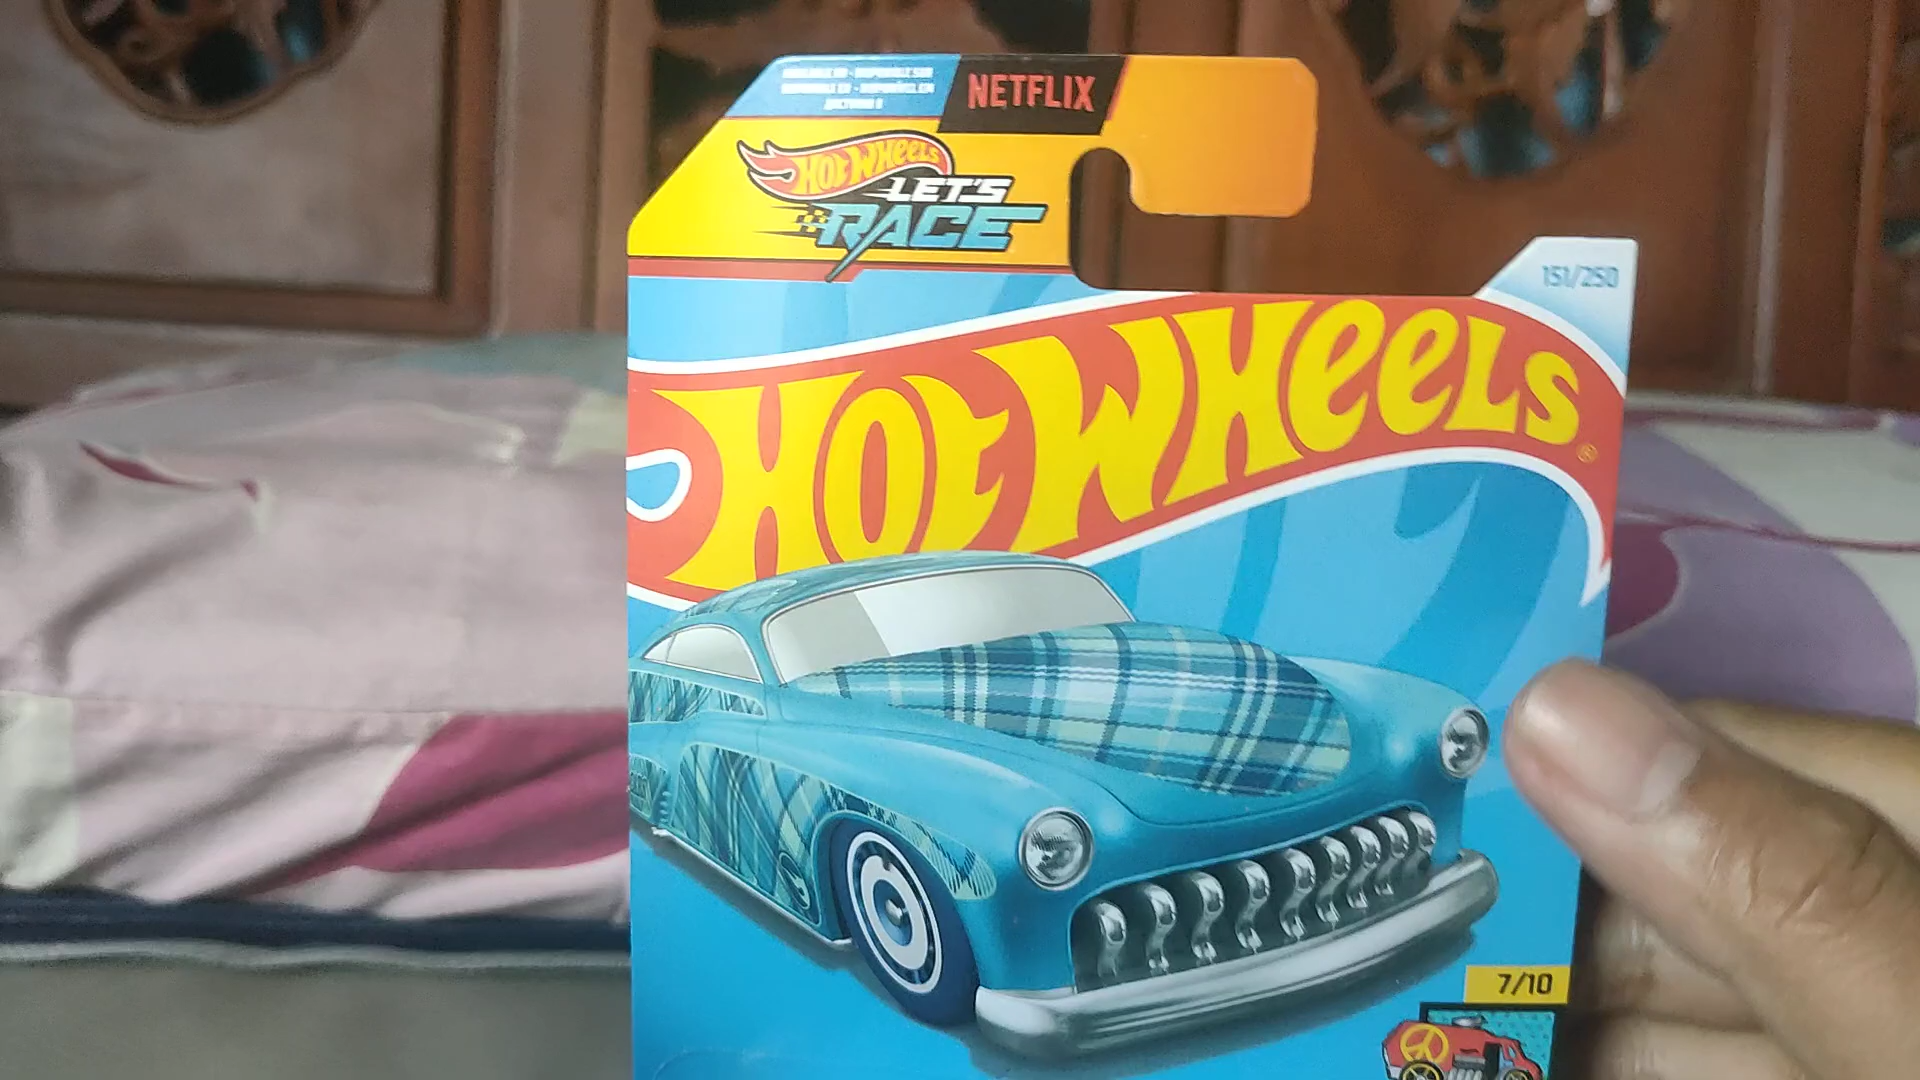 NETFLIX
HOT WHEELS
LET'S
RACE
151/250
HOT WHEELS
7/10